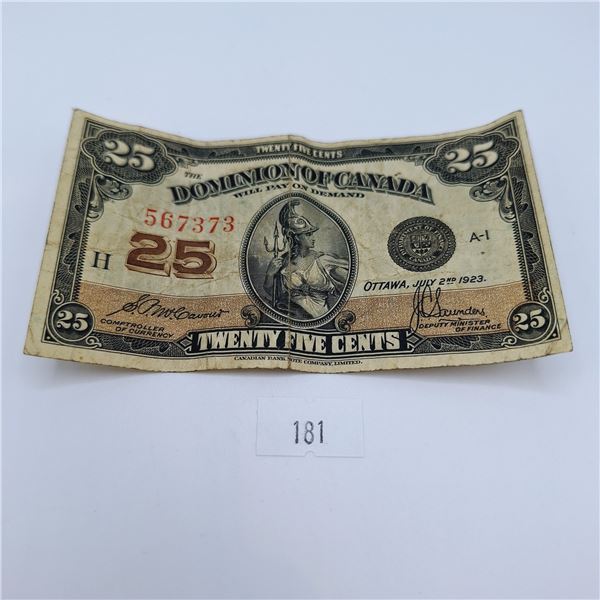 TWENTY FIVE CENTS
25 25
THE
DOMINION OF CANADA
WILL PAY ON DEMAND
567373
H 25
A-1
OTTAWA, JULY 2ND 1923.
S.P. McCavour
COMPTROLLER
OF CURRENCY
J.C. Saunders
DEPUTY MINISTER
OF FINANCE
25 TWENTY FIVE CENTS 25
CANADIAN BANK NOTE COMPANY, LIMITED.
181